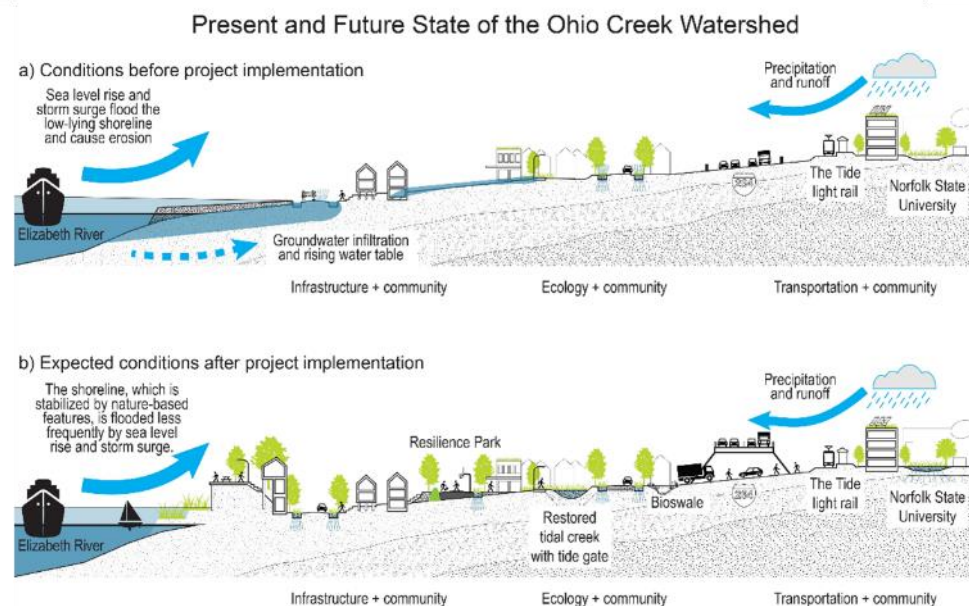 Present and Future State of the Ohio Creek Watershed
a) Conditions before project implementation
Sea level rise and
storm surge flood the
low-lying shoreline
and cause erosion
Precipitation
and runoff
264
The Tide
light rail
Norfolk State
University
Elizabeth River
Groundwater infiltration
and rising water table
Infrastructure + community
Ecology + community
Transportation + community
b) Expected conditions after project implementation
The shoreline, which is
stabilized by nature-based
features, is flooded less
frequently by sea level
rise and storm surge.
Precipitation
and runoff
Resilience Park
Bioswale
264
The Tide
light rail
Norfolk State
University
Elizabeth River
Restored
tidal creek
with tide gate
Infrastructure + community
Ecology + community
Transportation + community